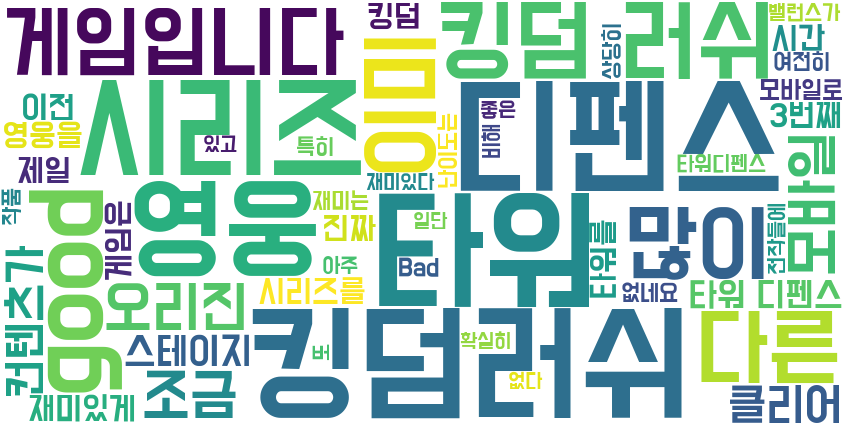 게임입니다
킹덤
이미
킹덤 러쉬
상당히
밸런스가
시간
여전히
시리즈
이전
영웅을
있고
특히
제일
좋은
비해
난이도는
디펜스
모바일로
3번째
타워디펜스
재미있다
작품
good
게임은
영웅
재미는
진짜
일단
타워
타워를
많이
전작들에
모바일
컨텐츠가
오리진
아주
시리즈를
Bad
없네요
타워 디펜스
스테이지
버
킹덤러쉬
확실히
없다
다른
재미있게
조금
클리어